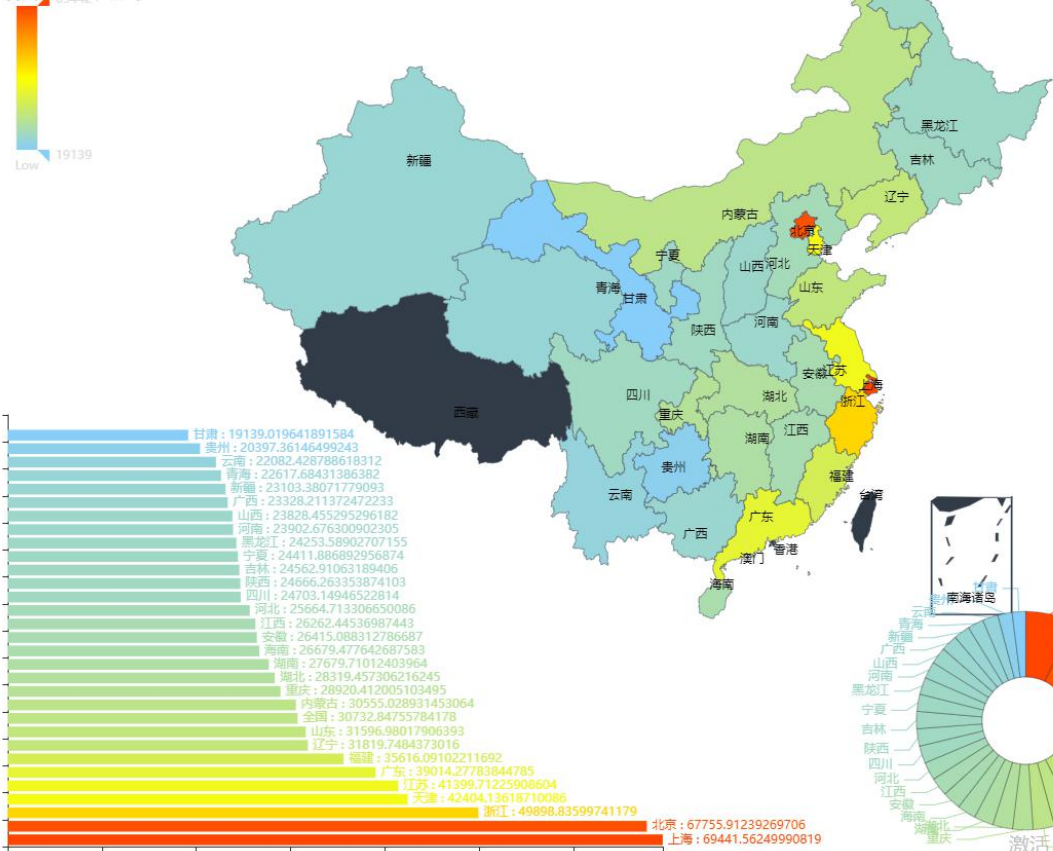 19139
Low
黑龙江
新疆
吉林
辽宁
内蒙古
北京
天津
宁夏
山西
河北
青海
甘肃
山东
河南
陕西
安徽
江苏
上海
四川
湖北
浙江
重庆
西藏
江西
湖南
贵州
福建
云南
台湾
广东
广西
香港
澳门
海南
南海诸岛
甘肃 : 19139.019641891584
贵州 : 20397.36146499243
云南 : 22082.428788618312
青海 : 22617.68431386382
新疆 : 23103.38071779093
广西 : 23328.211372472233
山西 : 23828.455295296182
河南 : 23902.676300902305
黑龙江 : 24253.58902707155
宁夏 : 24411.886892956874
吉林 : 24562.91063189406
陕西 : 24666.263353874103
四川 : 24703.14946522814
河北 : 25664.713306650086
江西 : 26262.44536987443
安徽 : 26415.088312786687
海南 : 26679.477642687583
湖南 : 27679.71012403964
湖北 : 28319.457306216245
重庆 : 28920.412005103495
内蒙古 : 30555.028931453064
全国 : 30732.84755784178
山东 : 31596.98017906393
辽宁 : 31819.7484373016
福建 : 35616.09102211692
广东 : 39014.27783844785
江苏 : 41399.71225908604
天津 : 42404.13618710086
浙江 : 49898.83599741179
北京 : 67755.91239269706
上海 : 69441.56249990819
甘肃
贵州
云南
青海
新疆
广西
山西
河南
黑龙江
宁夏
吉林
陕西
四川
河北
江西
安徽
海南
湖南
湖北
重庆
激活